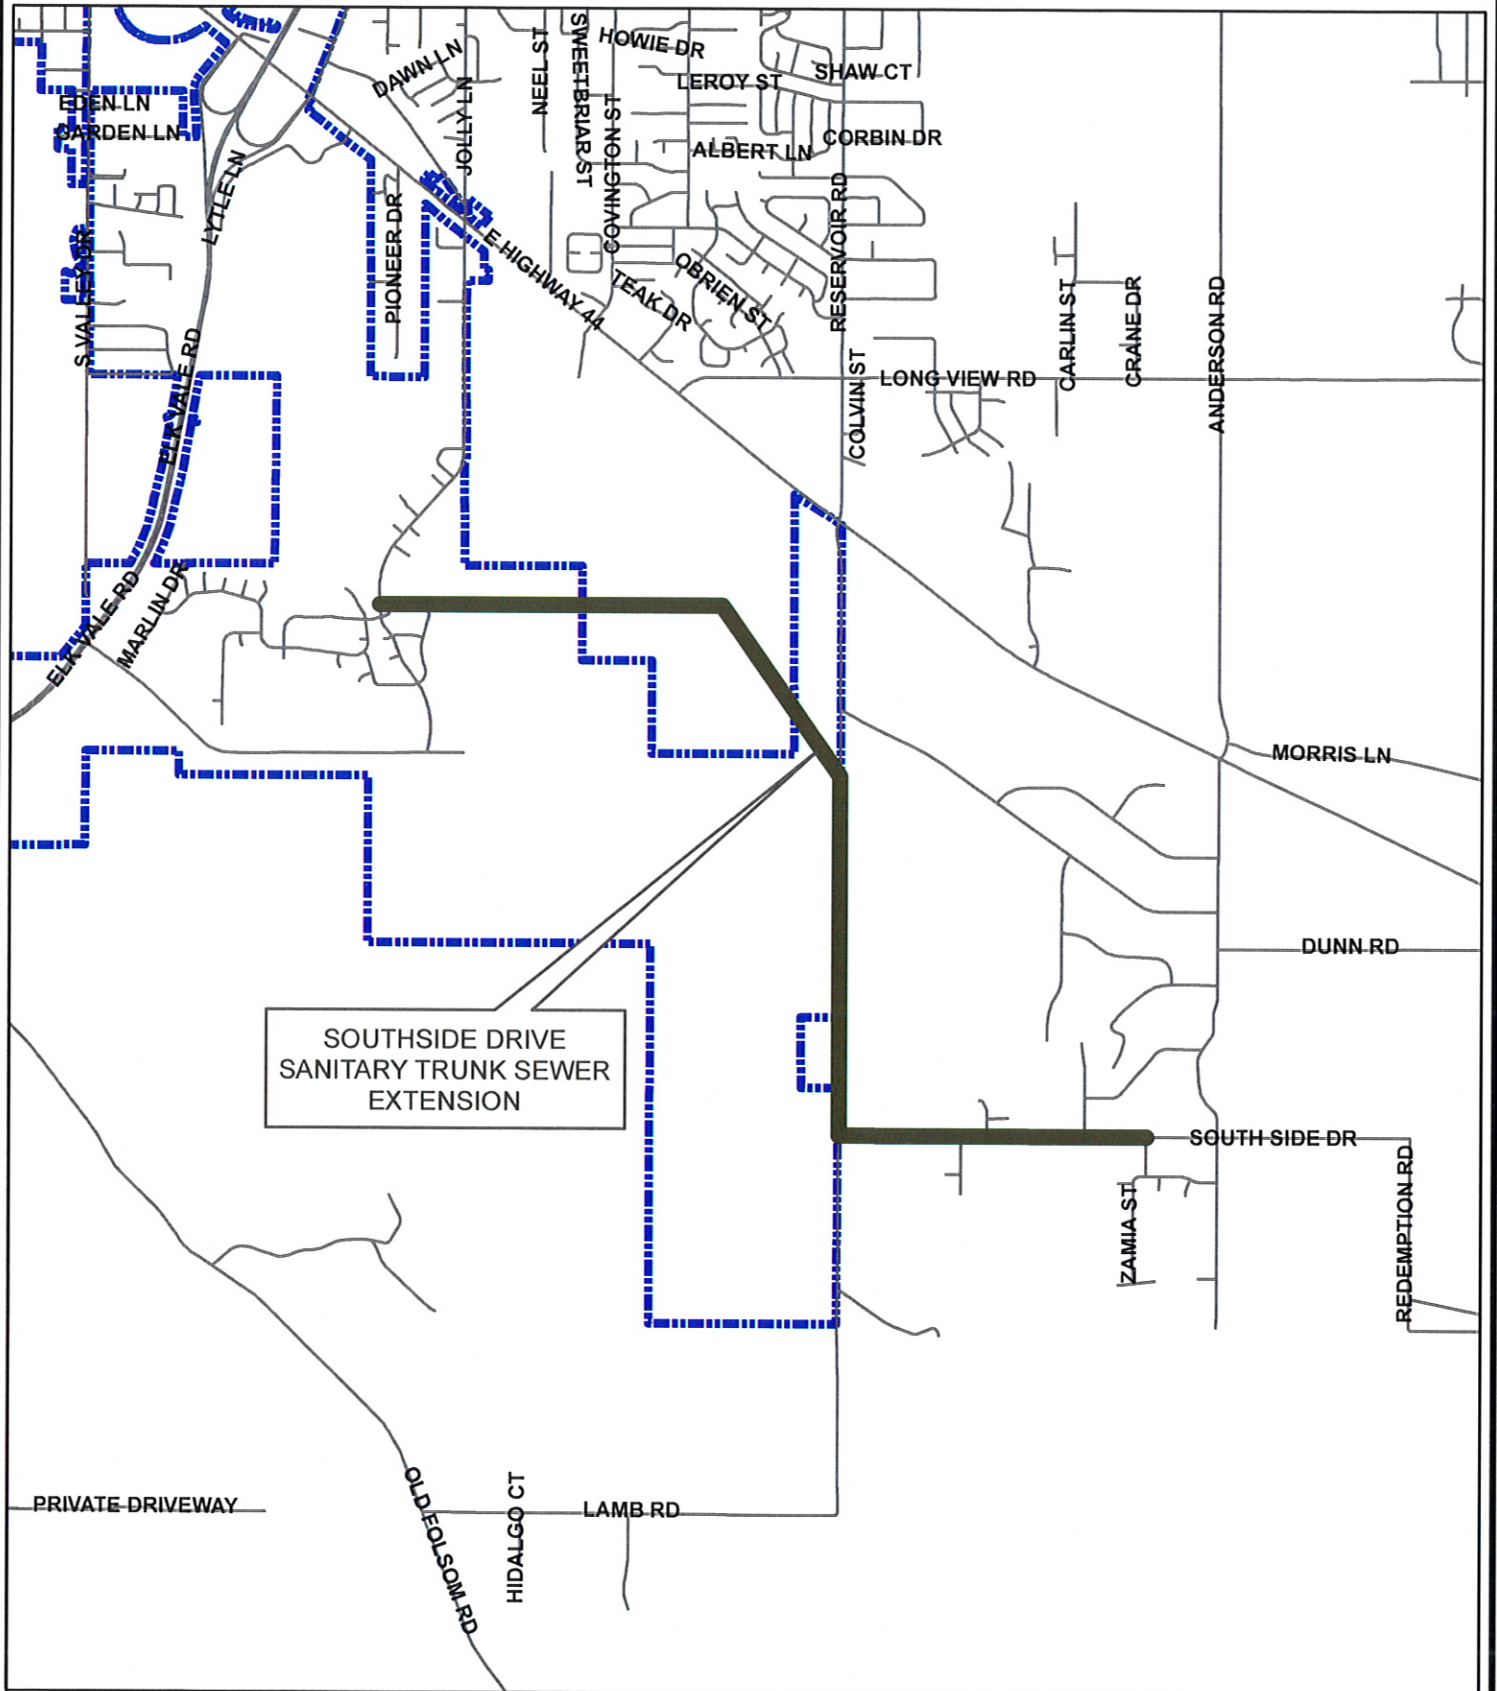 HOWIE DR
DAWN LN
NEEL ST
SWEETBRIAR ST
SHAW CT
LEROY ST
EDEN LN
JOLLY LN
COVINGTON ST
GARDEN LN
CORBIN DR
ALBERT LN
LYTLE LN
PIONEER DR
RESERVOIR RD
E HIGHWAY 44
S VALLEY DR
TEAK DR
OBRIEN ST
CARLIN ST
CRANE DR
ANDERSON RD
ELK VALE RD
COLVIN ST
LONG VIEW RD
ELK VALE RD
MARLIN DR
MORRIS LN
DUNN RD
SOUTHSIDE DRIVE
SANITARY TRUNK SEWER
EXTENSION
SOUTH SIDE DR
ZAMIA ST
REDEMPTION RD
PRIVATE DRIVEWAY
OLD FOLSOM RD
HIDALGO CT
LAMB RD